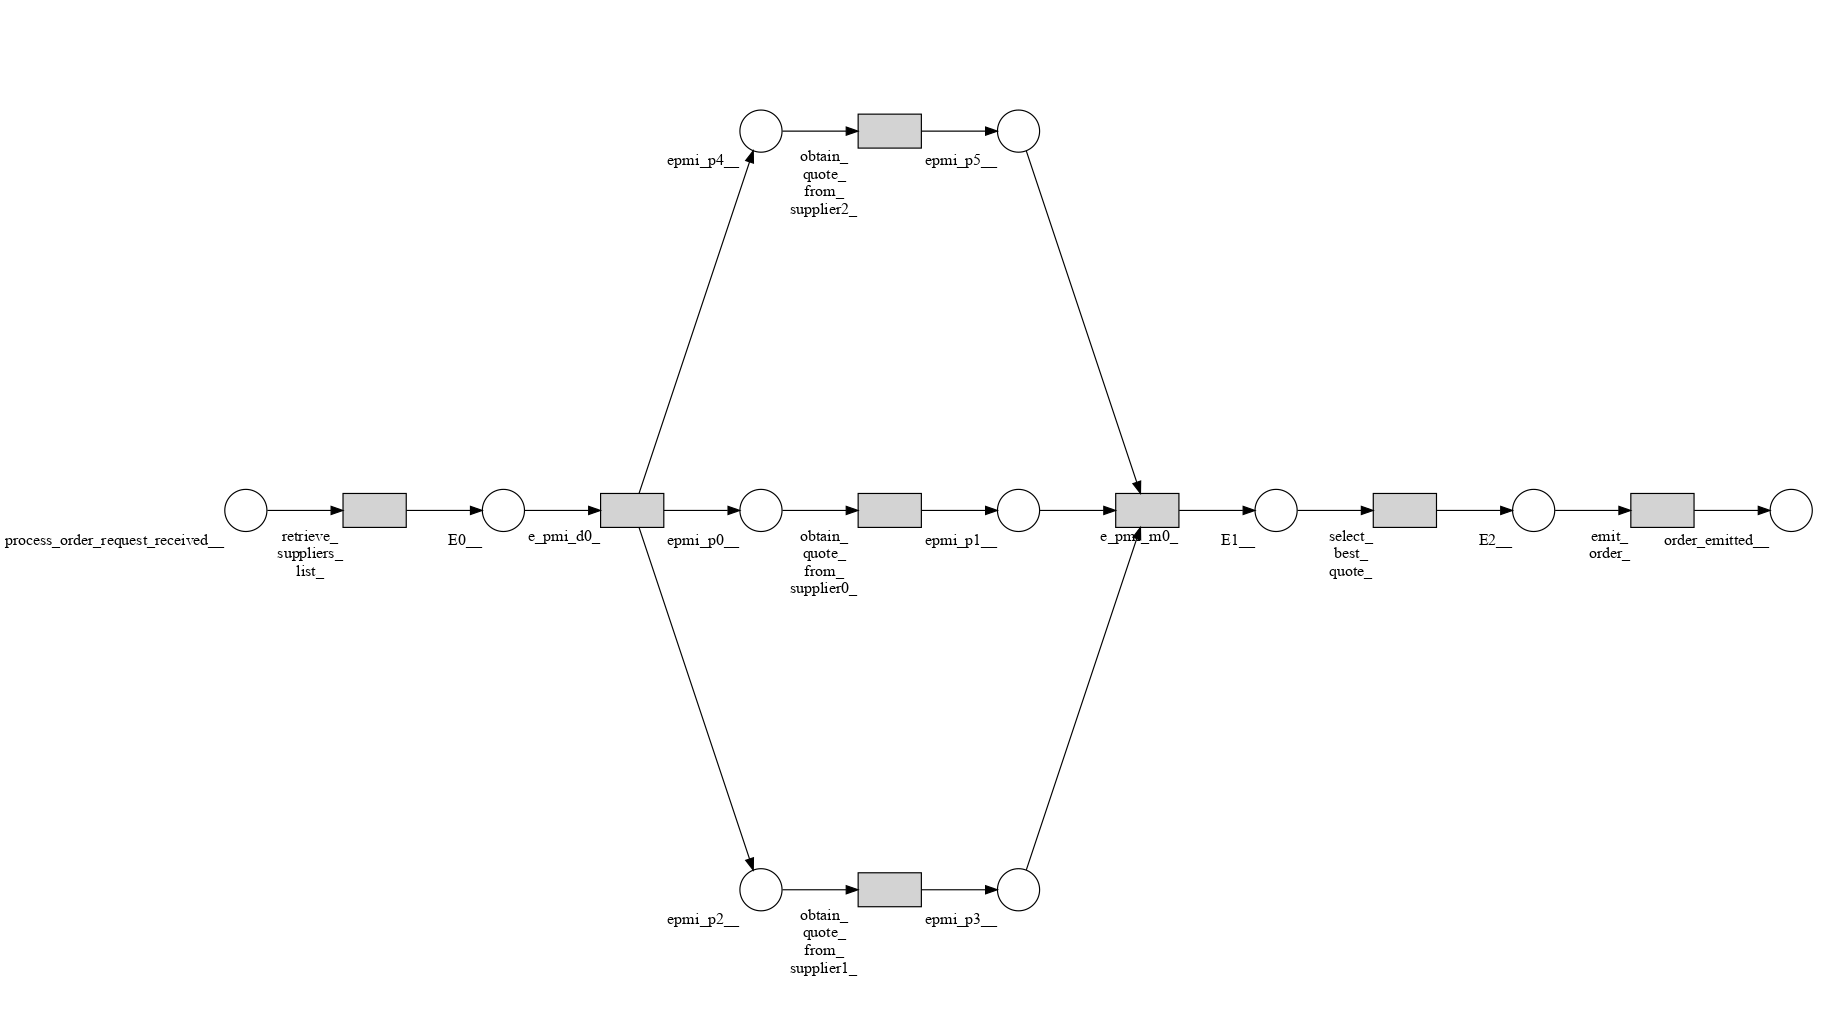 epmi_p4__
obtain_
quote_
from_
supplier2_
epmi_p5__
process_order_request_received__
retrieve_
suppliers_
list_
E0__
e_pmi_d0_
epmi_p0__
obtain_
quote_
from_
supplier0_
epmi_p1__
e_pmi_m0_
E1__
select_
best_
quote_
E2__
emit_
order_
order_emitted__
epmi_p2__
obtain_
quote_
from_
supplier1_
epmi_p3__